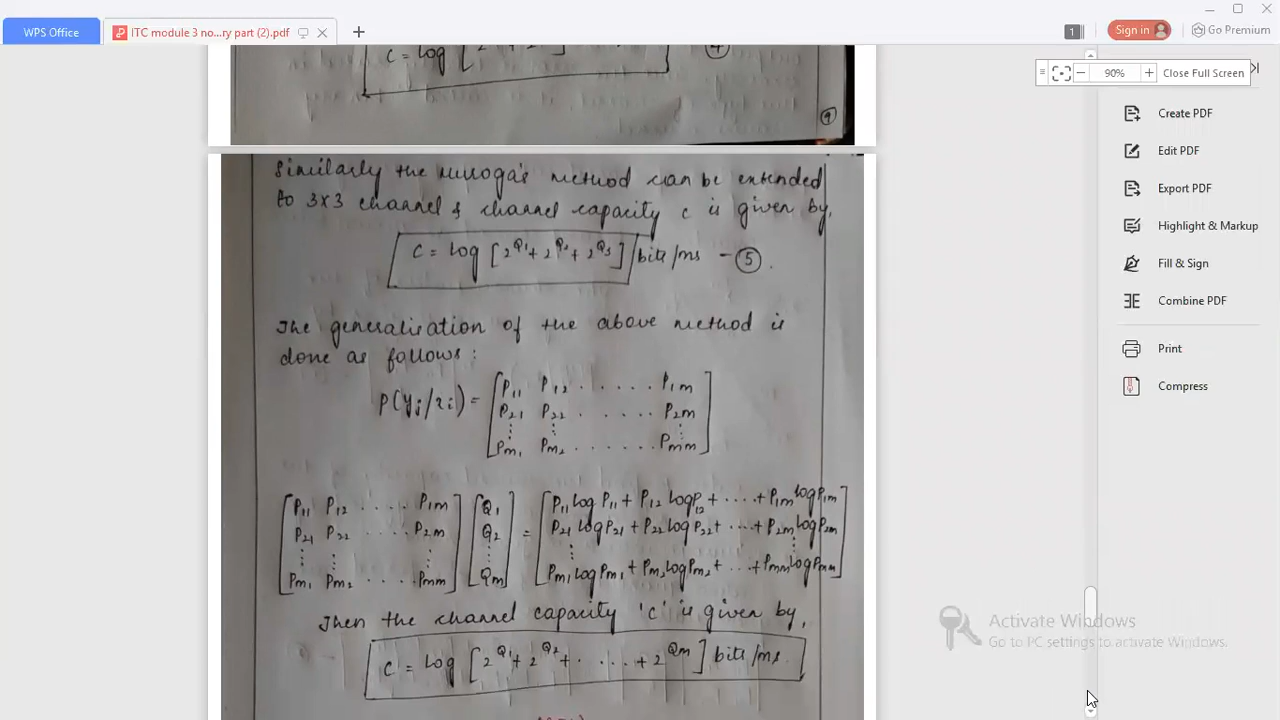 WPS Office
ITC module 3 no...ry part (2).pdf
1
Sign in
Go Premium
90%
Close Full Screen
C = log [2
④
⑨
Create PDF
Edit PDF
Export PDF
Highlight & Markup
Fill & Sign
Combine PDF
Print
Compress
Similarly the Muroga's method can be extended
to 3x3 channel & channel capacity c is given by,
C = log [2^Q1 + 2^Q2 + 2^Q3] bits/ms - ⑤.
The generalisation of the above method is
done as follows:
P(yj/xi) = [P11 P12 ...... P1m
P21 P22 ...... P2m
⋮ ⋮ ⋮
Pm1 Pm2 ...... Pmm]
[P11 P12 ..... P1m] [Q1] = [P11 log P11 + P12 log P12 + ..... + P1m log P1m]
[P21 P22 ..... P2m] [Q2] [P21 log P21 + P22 log P22 + ..... + P2m log P2m]
⋮ ⋮ ⋮ ⋮ ⋮ ⋮
[Pm1 Pm2 ..... Pmm] [Qm] [Pm1 log Pm1 + Pm2 log Pm2 + ... + Pmm log Pmm]
Then the channel capacity 'c' is given by,
C = log [2^Q1 + 2^Q2 + ..... + 2^Qm] bits/ms.
Activate Windows
Go to PC settings to activate Windows.